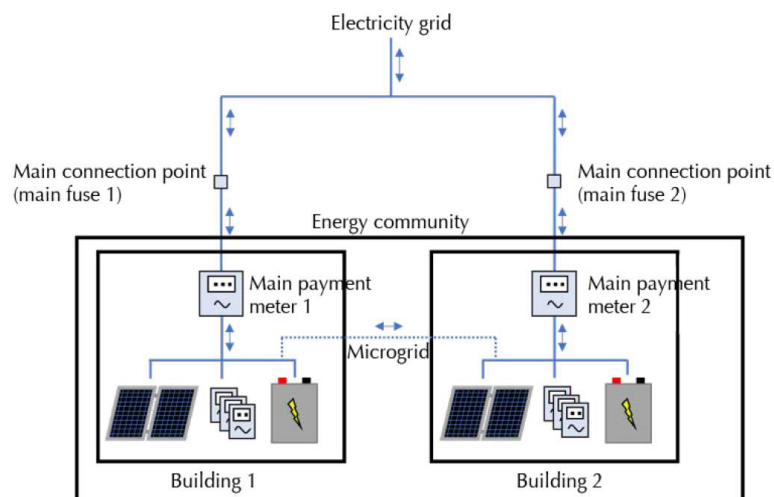 Electricity grid
Main connection point
(main fuse 1)
Main connection point
(main fuse 2)
Energy community
Main payment
meter 1
Main payment
meter 2
Microgrid
Building 1
Building 2